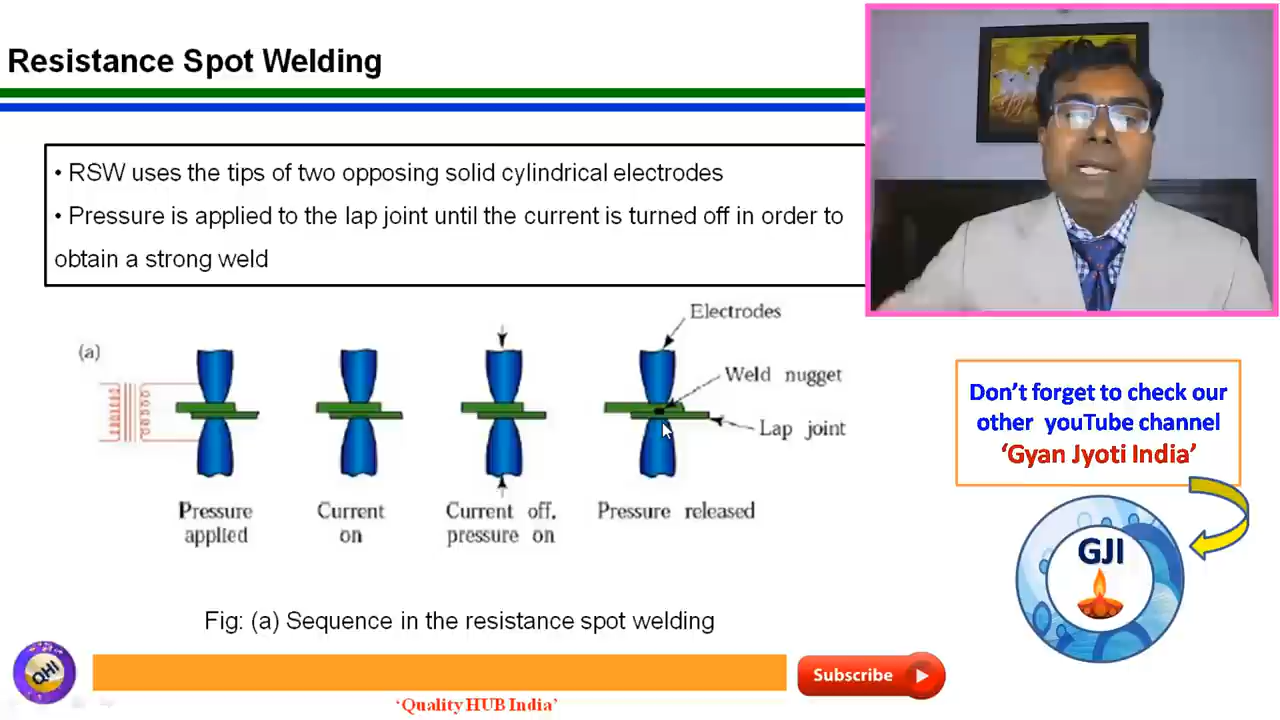 Resistance Spot Welding
• RSW uses the tips of two opposing solid cylindrical electrodes
• Pressure is applied to the lap joint until the current is turned off in order to
obtain a strong weld
(a)
Electrodes
Weld nugget
Lap joint
Pressure
applied
Current
on
Current off,
pressure on
Pressure released
Fig: (a) Sequence in the resistance spot welding
Don’t forget to check our
other youTube channel
‘Gyan Jyoti India’
GJI
QHI
Subscribe
‘Quality HUB India’